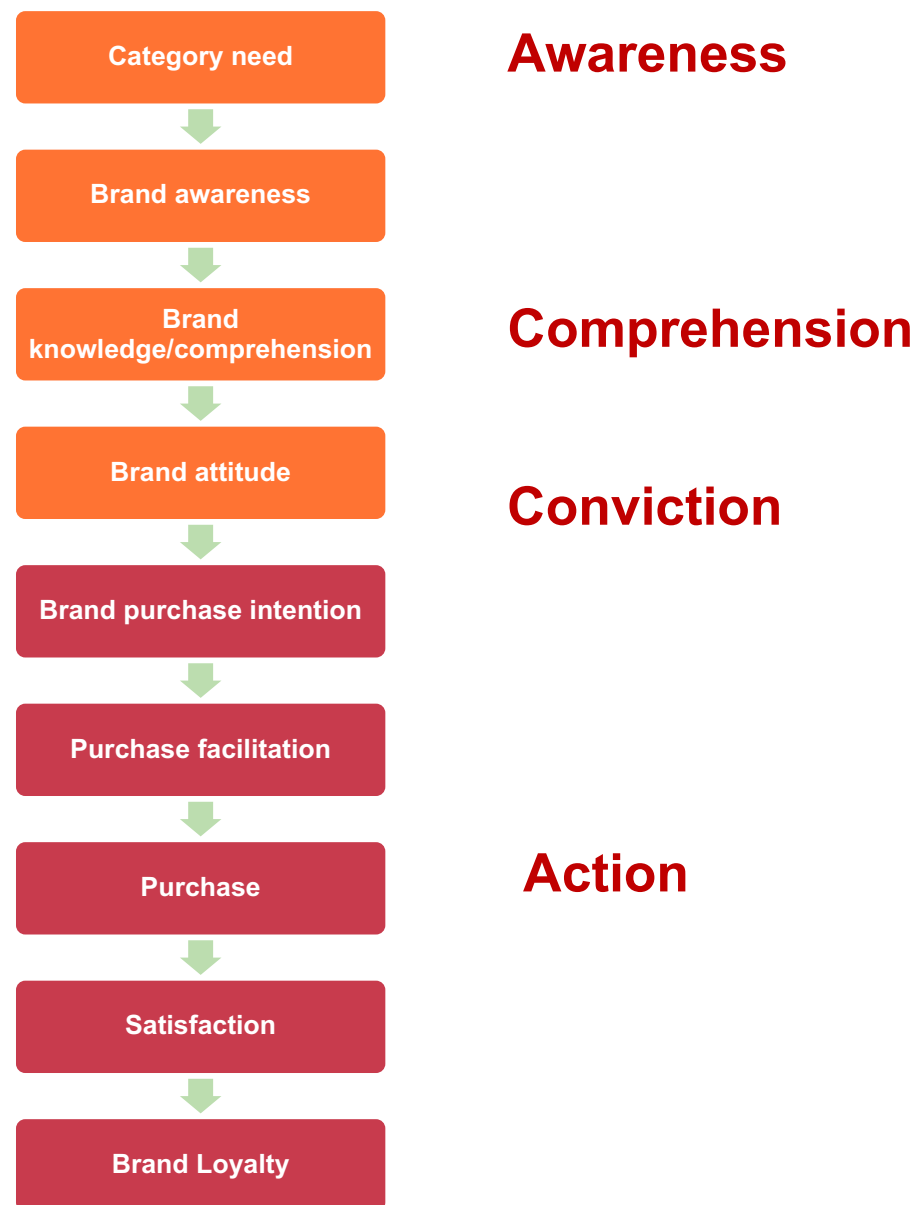 Category need
Awareness
Brand awareness
Brand
knowledge/comprehension
Comprehension
Brand attitude
Conviction
Brand purchase intention
Purchase facilitation
Purchase
Action
Satisfaction
Brand Loyalty